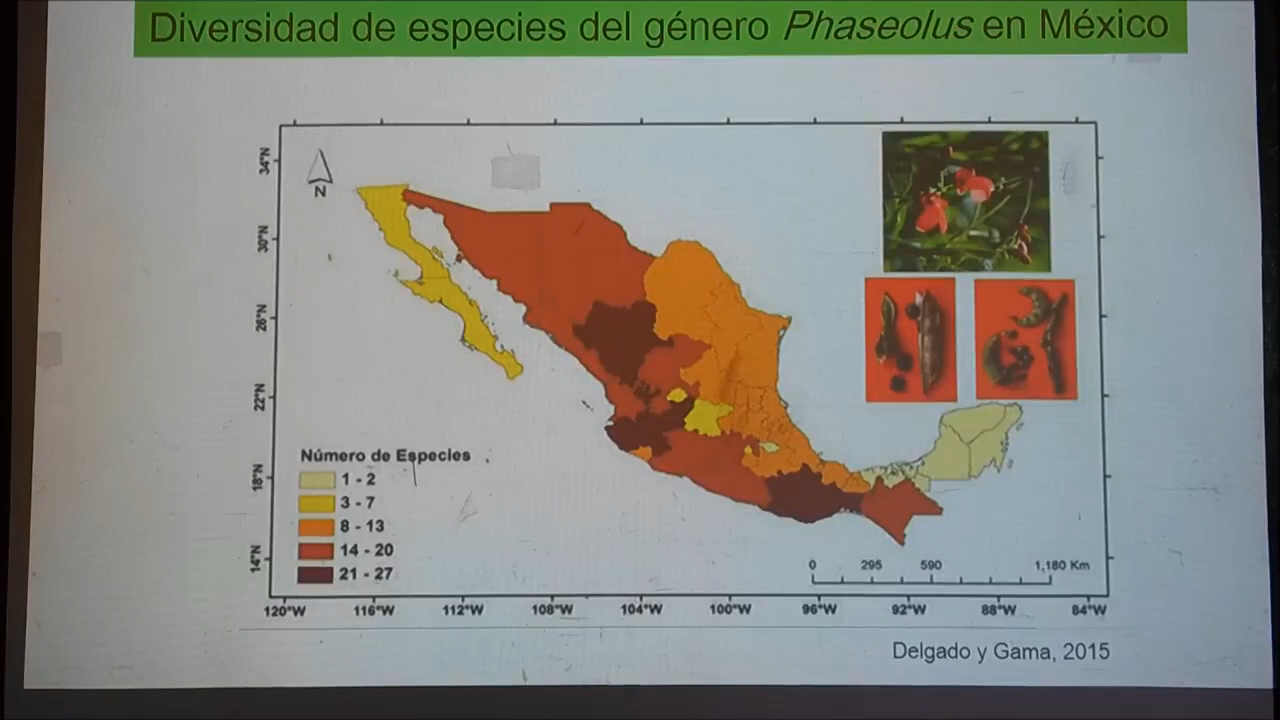 Diversidad de especies del género Phaseolus en México
34°N
30°N
26°N
22°N
18°N
14°N
N
Número de Especies
1 - 2
3 - 7
8 - 13
14 - 20
21 - 27
0 295 590 1,180 Km
120°W 116°W 112°W 108°W 104°W 100°W 96°W 92°W 88°W 84°W
Delgado y Gama, 2015